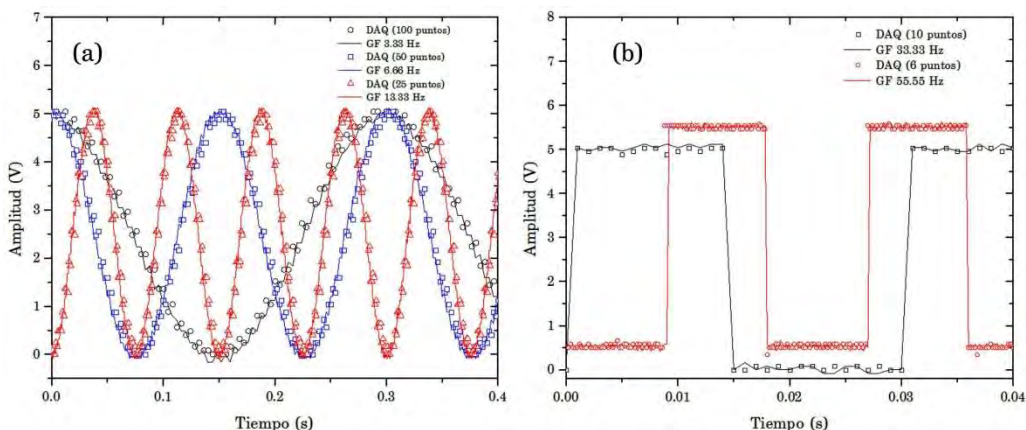 (a)
DAQ (100 puntos)
GF 3.33 Hz
DAQ (50 puntos)
GF 6.66 Hz
DAQ (25 puntos)
GF 13.33 Hz
Amplitud (V)
7
6
5
4
3
2
1
0
0.0 0.1 0.2 0.3 0.4
Tiempo (s)
(b)
DAQ (10 puntos)
GF 33.33 Hz
DAQ (6 puntos)
GF 55.55 Hz
Amplitud (V)
8
7
6
5
4
3
2
1
0
0.00 0.01 0.02 0.03 0.04
Tiempo (s)